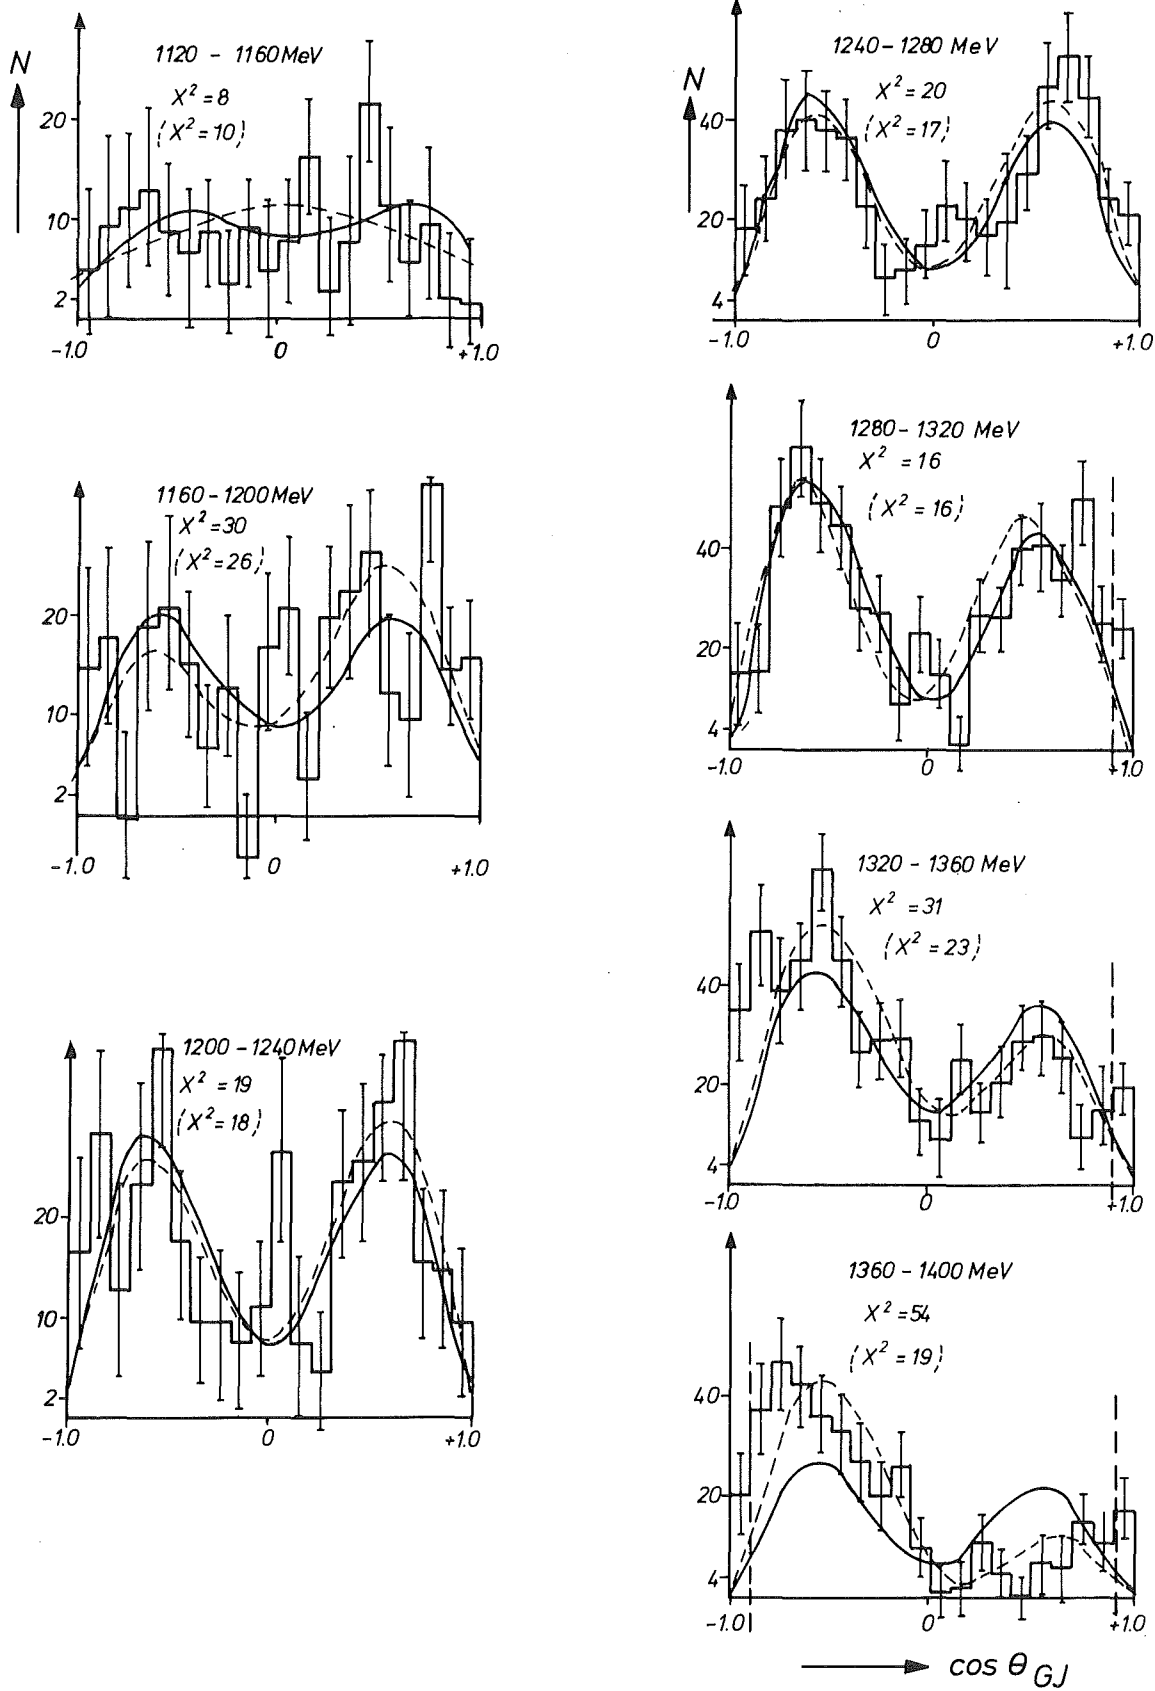 N
1120 - 1160 MeV
X² = 8
(X² = 10)
20
10
2
-1.0
0
+1.0
1160 - 1200 MeV
X² = 30
(X² = 26)
20
10
2
-1.0
0
+1.0
1200 - 1240 MeV
X² = 19
(X² = 18)
20
10
2
-1.0
0
+1.0
N
1240 - 1280 MeV
X² = 20
(X² = 17)
40
20
4
-1.0
0
+1.0
1280 - 1320 MeV
X² = 16
(X² = 16)
40
20
4
-1.0
0
+1.0
1320 - 1360 MeV
X² = 31
(X² = 23)
40
20
4
-1.0
0
+1.0
1360 - 1400 MeV
X² = 54
(X² = 19)
40
20
4
-1.0
0
+1.0
cos θ GJ